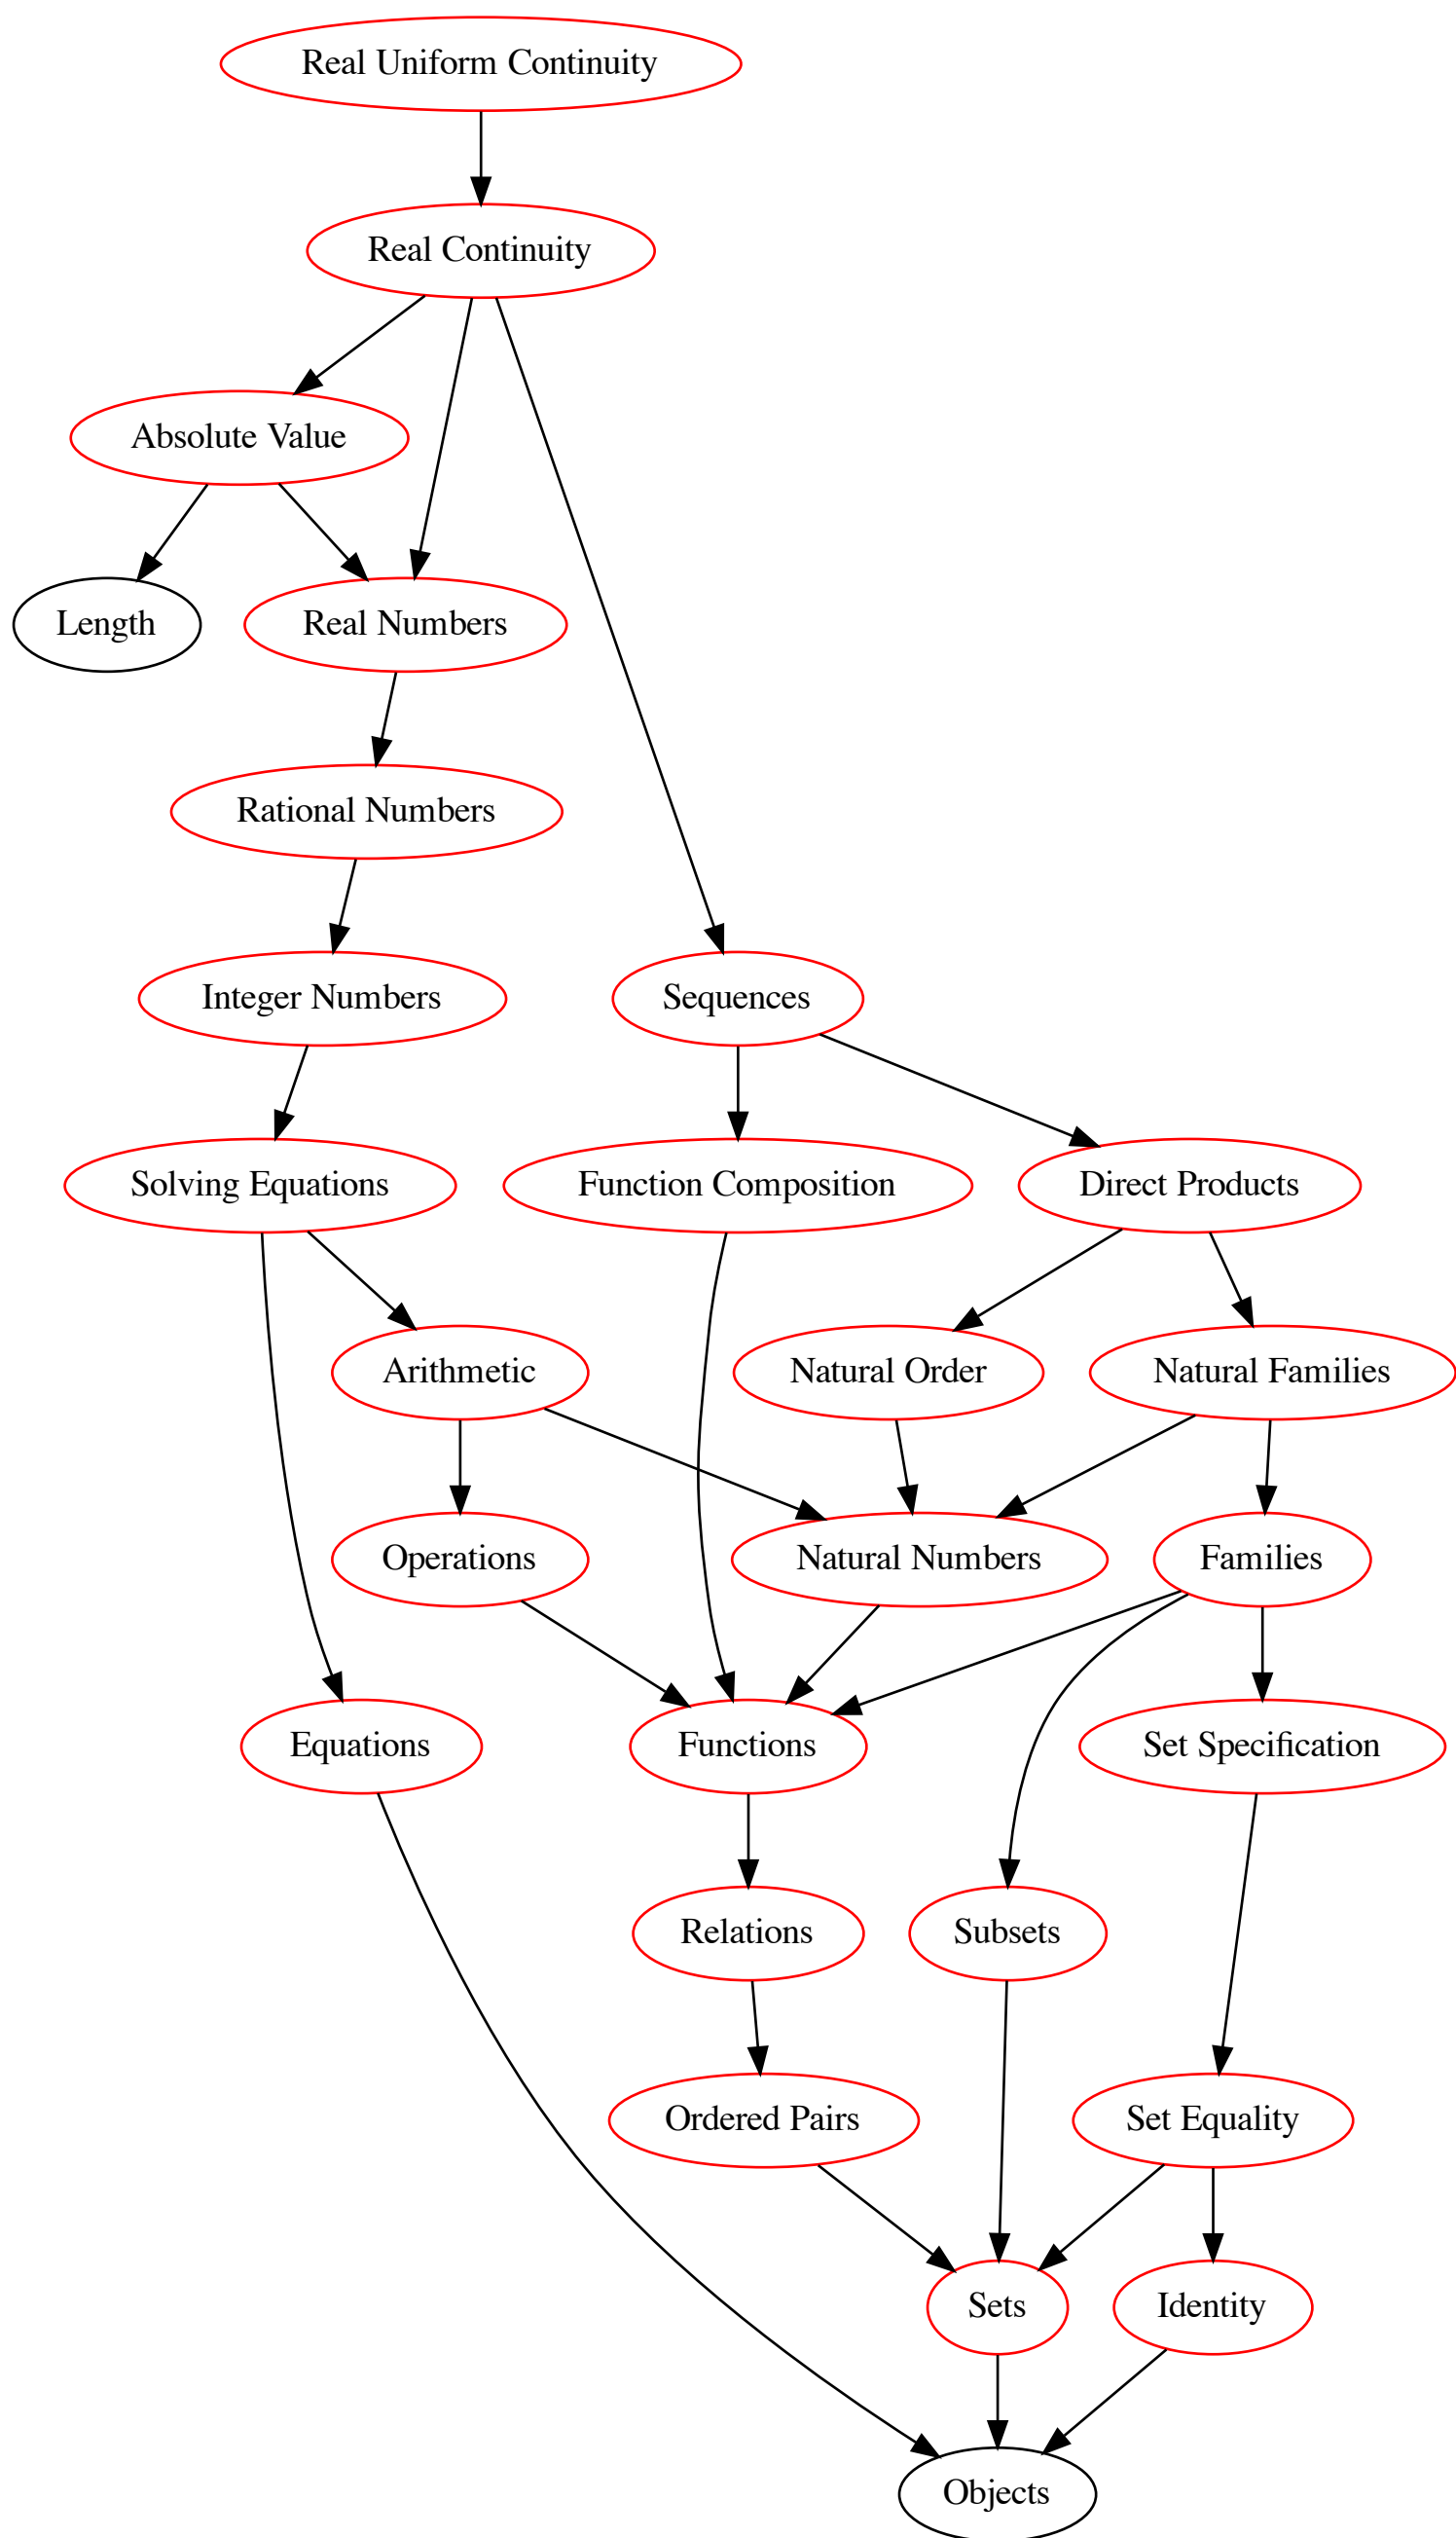 Real Uniform Continuity
Real Continuity
Absolute Value
Length
Real Numbers
Rational Numbers
Integer Numbers
Sequences
Solving Equations
Function Composition
Direct Products
Arithmetic
Natural Order
Natural Families
Operations
Natural Numbers
Families
Equations
Functions
Set Specification
Relations
Subsets
Ordered Pairs
Set Equality
Sets
Identity
Objects